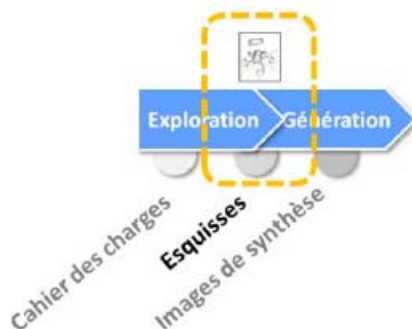 Exploration
Génération
Cahier des charges
Esquisses
Images de synthèse